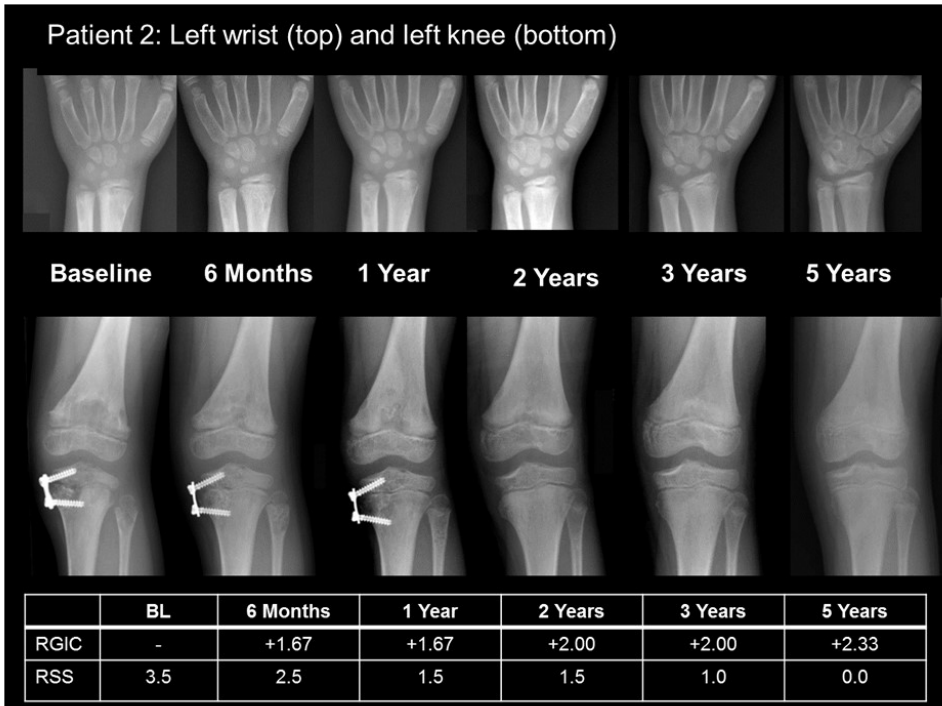 Patient 2: Left wrist (top) and left knee (bottom)
Baseline 6 Months 1 Year 2 Years 3 Years 5 Years
BL 6 Months 1 Year 2 Years 3 Years 5 Years
RGIC - +1.67 +1.67 +2.00 +2.00 +2.33
RSS 3.5 2.5 1.5 1.5 1.0 0.0